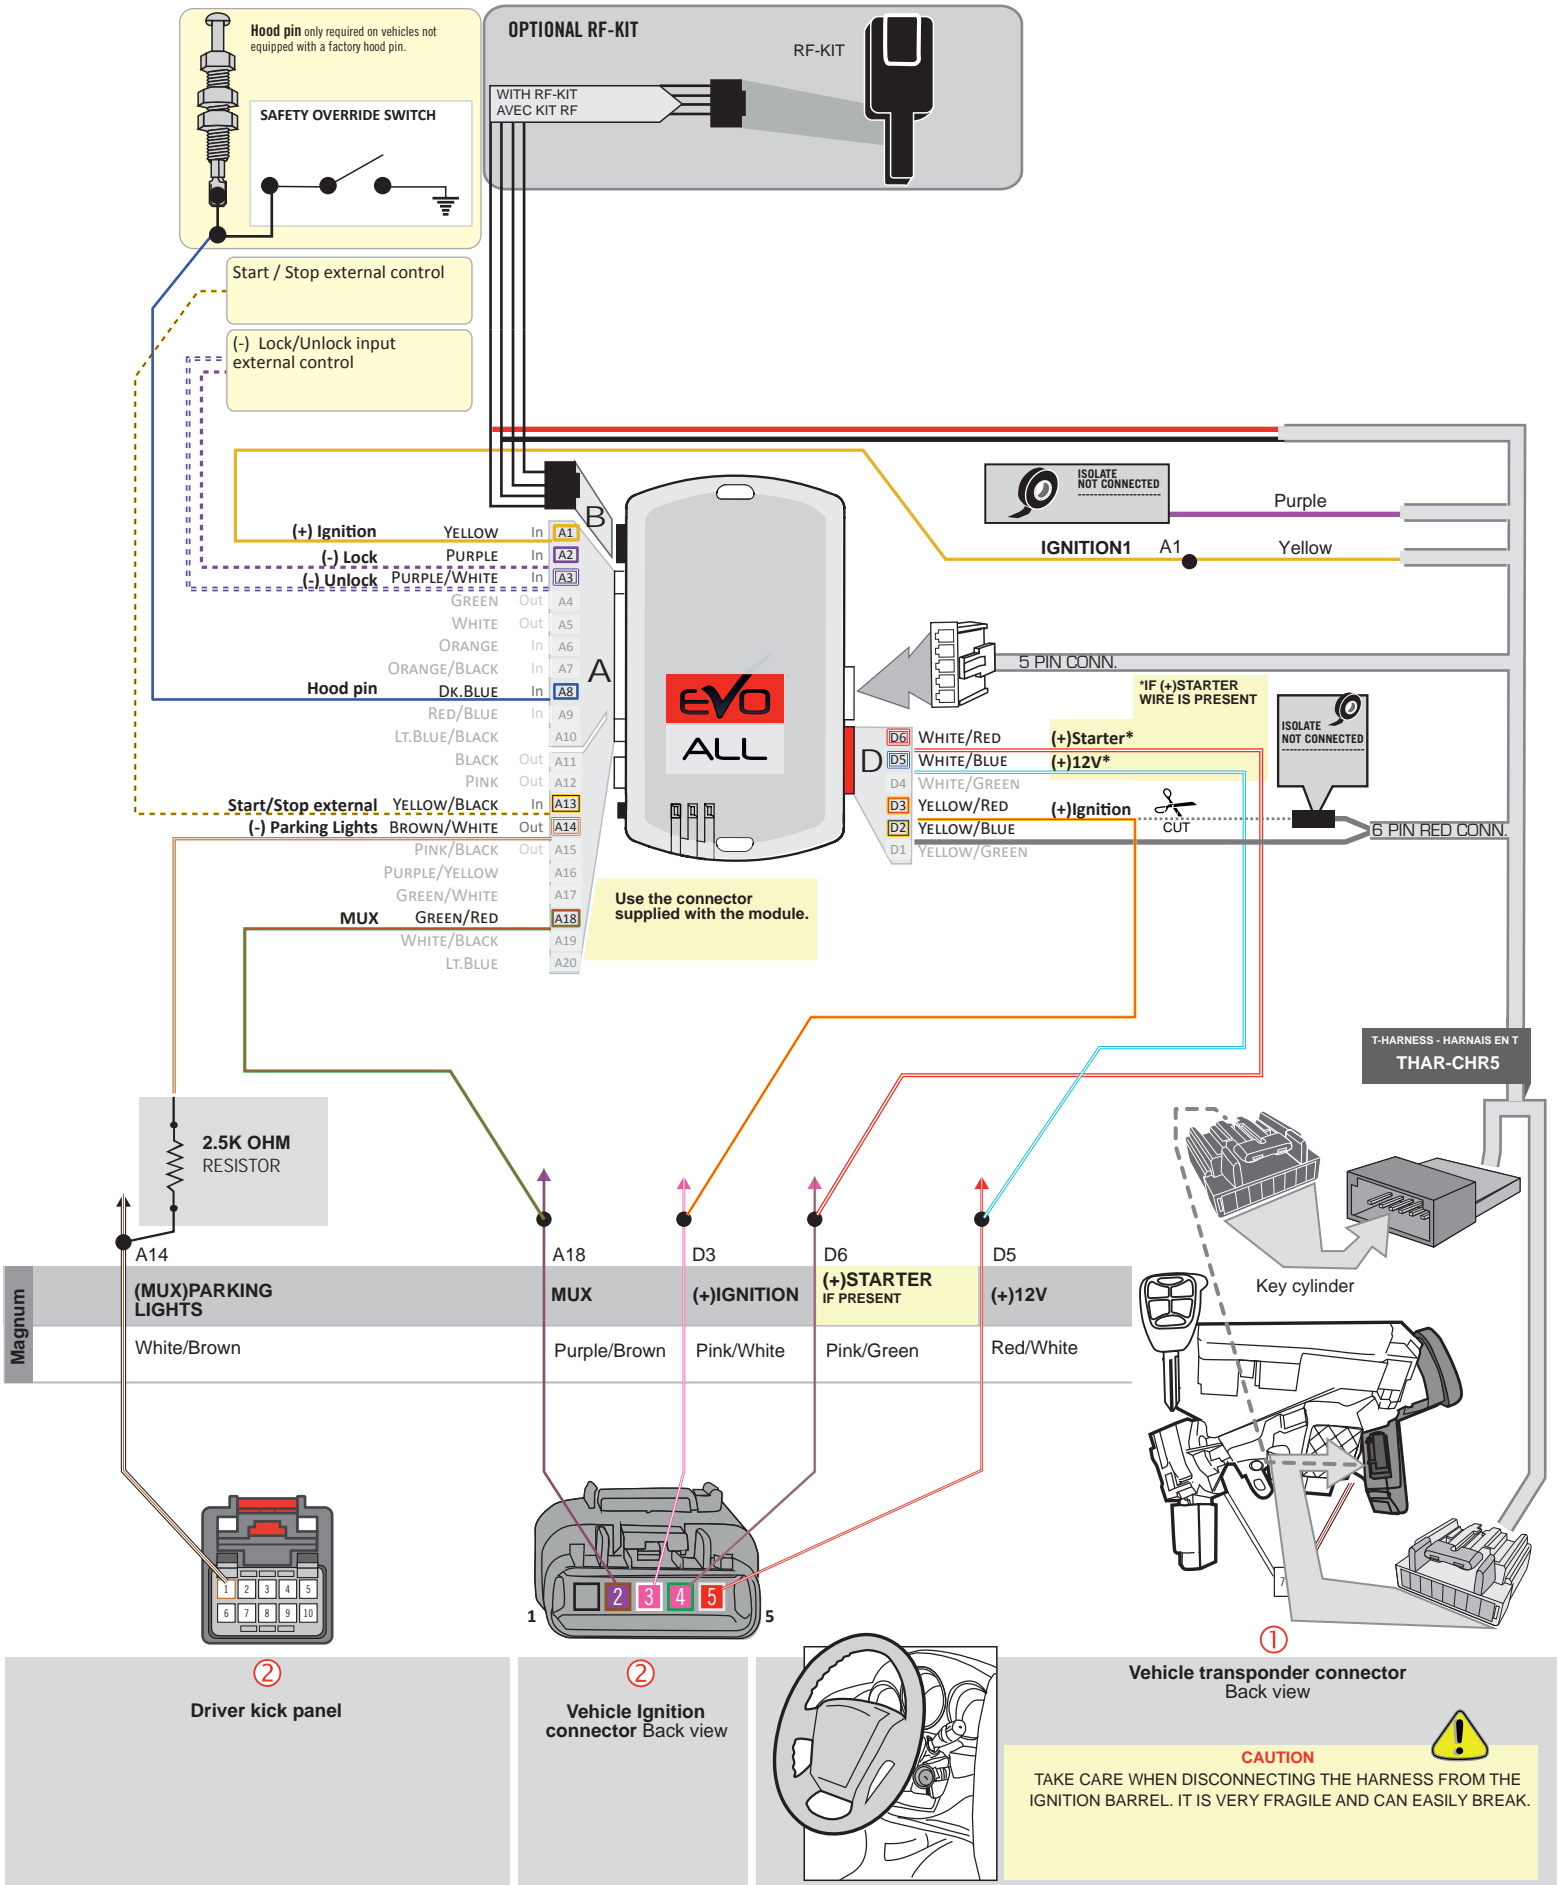 Hood pin only required on vehicles not
equipped with a factory hood pin.
SAFETY OVERRIDE SWITCH
OPTIONAL RF-KIT
RF-KIT
WITH RF-KIT
AVEC KIT RF
Start / Stop external control
(-) Lock/Unlock input
external control
ISOLATE
NOT CONNECTED
Purple
IGNITION1 A1 Yellow
B
(+) Ignition YELLOW In A1
(-) Lock PURPLE In A2
(-) Unlock PURPLE/WHITE In A3
GREEN Out A4
WHITE Out A5
ORANGE In A6
ORANGE/BLACK In A7
Hood pin DK.BLUE In A8
RED/BLUE In A9
LT.BLUE/BLACK A10
BLACK Out A11
PINK Out A12
Start/Stop external YELLOW/BLACK In A13
(-) Parking Lights BROWN/WHITE Out A14
PINK/BLACK Out A15
PURPLE/YELLOW A16
GREEN/WHITE A17
MUX GREEN/RED A18
WHITE/BLACK A19
LT.BLUE A20
A
EVO
ALL
5 PIN CONN.
*IF (+)STARTER
WIRE IS PRESENT
ISOLATE
NOT CONNECTED
D
D6 WHITE/RED (+)Starter*
D5 WHITE/BLUE (+)12V*
D4 WHITE/GREEN
D3 YELLOW/RED (+)Ignition
D2 YELLOW/BLUE
D1 YELLOW/GREEN
CUT
6 PIN RED CONN.
Use the connector
supplied with the module.
T-HARNESS - HARNAIS EN T
THAR-CHR5
2.5K OHM
RESISTOR
A14
A18
D3
D6
D5
Key cylinder
Magnum
(MUX)PARKING
LIGHTS
MUX
(+)IGNITION
(+)STARTER
IF PRESENT
(+)12V
White/Brown
Purple/Brown
Pink/White
Pink/Green
Red/White
1 2 3 4 5
6 7 8 9 10
2 3 4 5
1
5
7
②
Driver kick panel
②
Vehicle Ignition
connector Back view
①
Vehicle transponder connector
Back view
!
CAUTION
TAKE CARE WHEN DISCONNECTING THE HARNESS FROM THE
IGNITION BARREL. IT IS VERY FRAGILE AND CAN EASILY BREAK.